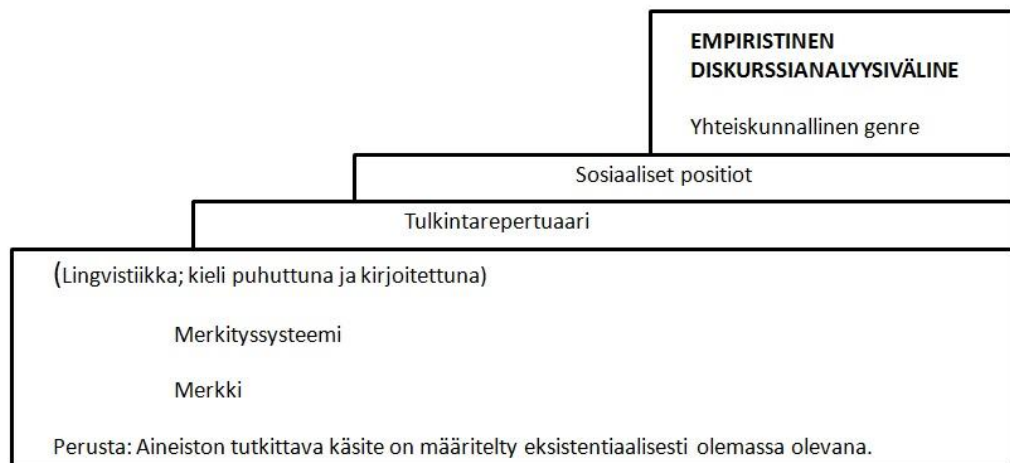 EMPIRISTINEN
DISKURSSIANALYYSIVÄLINE
Yhteiskunnallinen genre
Sosiaaliset positiot
Tulkintarepertuaari
(Lingvistiikka; kieli puhuttuna ja kirjoitettuna)
Merkityssysteemi
Merkki
Perusta: Aineiston tutkittava käsite on määritelty eksistentiaalisesti olemassa olevana.